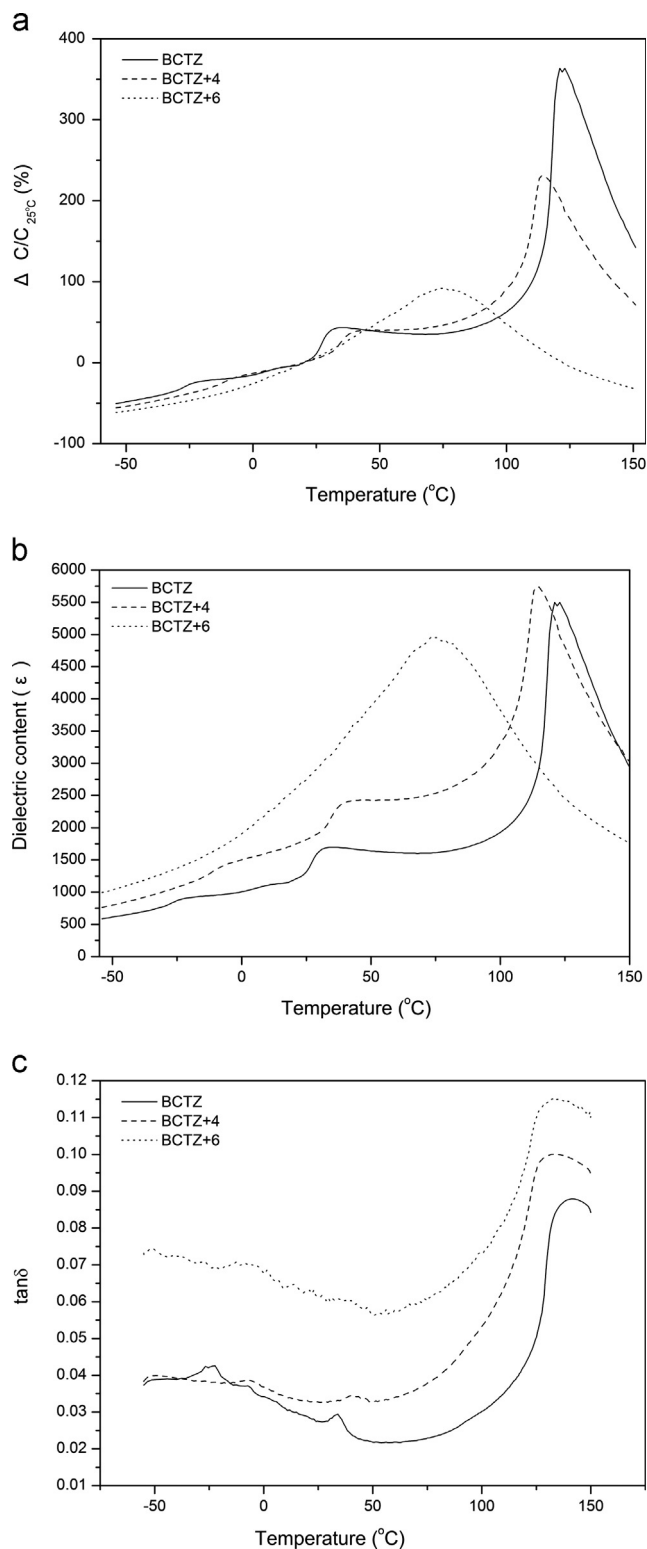 a
400
300
200
100
0
-100
Δ C/C25°C (%)
BCTZ
BCTZ+4
BCTZ+6
-50 0 50 100 150
Temperature (°C)
b
6000
5500
5000
4500
4000
3500
3000
2500
2000
1500
1000
500
0
Dielectric content ( ε )
BCTZ
BCTZ+4
BCTZ+6
-50 0 50 100 150
Temperature (°C)
c
0.12
0.11
0.10
0.09
0.08
0.07
0.06
0.05
0.04
0.03
0.02
0.01
tanδ
BCTZ
BCTZ+4
BCTZ+6
-50 0 50 100 150
Temperature (°C)